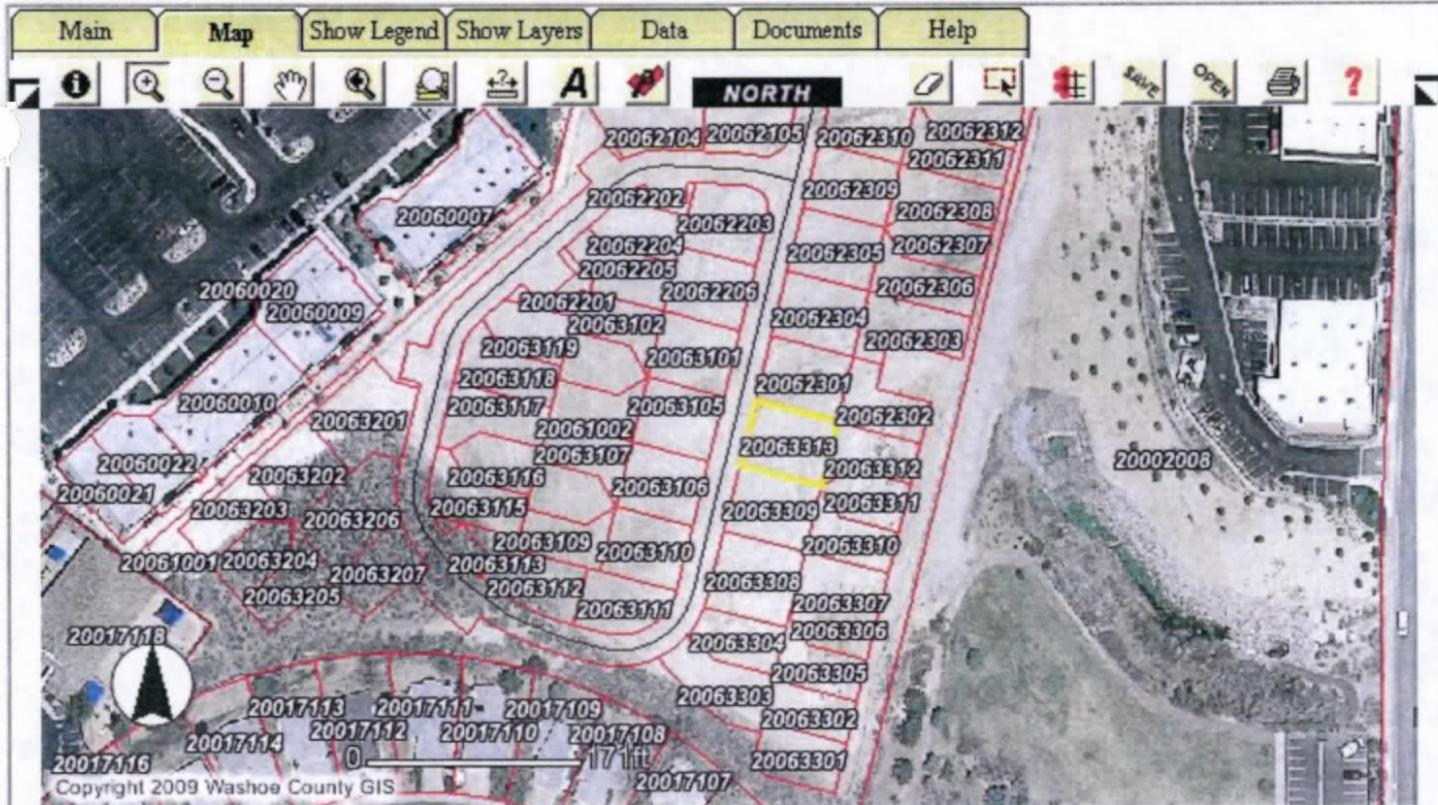 Main Map Show Legend Show Layers Data Documents Help
A ? SAVE OPEN ?
NORTH
20062104 20062105 20062310 20062312
20062311
20062202 20062309
20060007 20062203 20062308
20062204 20062305 20062307
20062205
20060020 20062201 20062206 20062306
20060009 20063102 20062304
20063119 20063101 20062303
20063118 20062301
20060010 20063117 20063105 20062302
20063201 20061002 20063313
20060022 20063107 20063312 20002008
20063202 20063116 20063106
20060021 20063203 20063115 20063309 20063311
20063206 20063109 20063110 20063310
20061001 20063204 20063113
20063207 20063112 20063308
20063205 20063111 20063307
20017118 20063304 20063306
20063305
20017113 20017111 20017109 20063303
20017114 20017112 20017110 20017108 20063302
20017116 0 171ft 20063301
20017107
Copyright 2009 Washoe County GIS